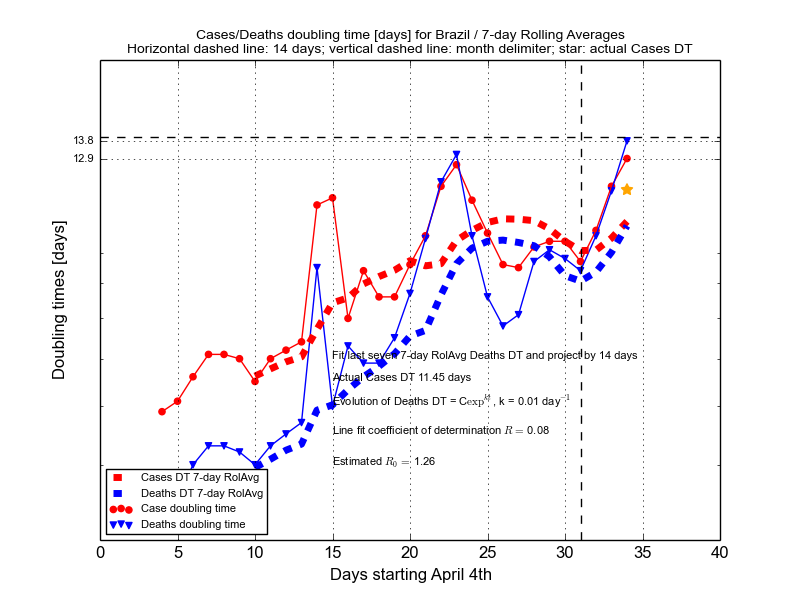 Cases/Deaths doubling time [days] for Brazil / 7-day Rolling Averages
Horizontal dashed line: 14 days; vertical dashed line: month delimiter; star: actual Cases DT
13.8
12.9
Doubling times [days]
Fit last seven 7-day RolAvg Deaths DT and project by 14 days
Actual Cases DT 11.45 days
Evolution of Deaths DT = Cexp^{k_d^t}, k = 0.01 day^{-1}
Line fit coefficient of determination R = 0.08
Estimated R_0 = 1.26
Cases DT 7-day RolAvg
Deaths DT 7-day RolAvg
Case doubling time
Deaths doubling time
0 5 10 15 20 25 30 35 40
Days starting April 4th